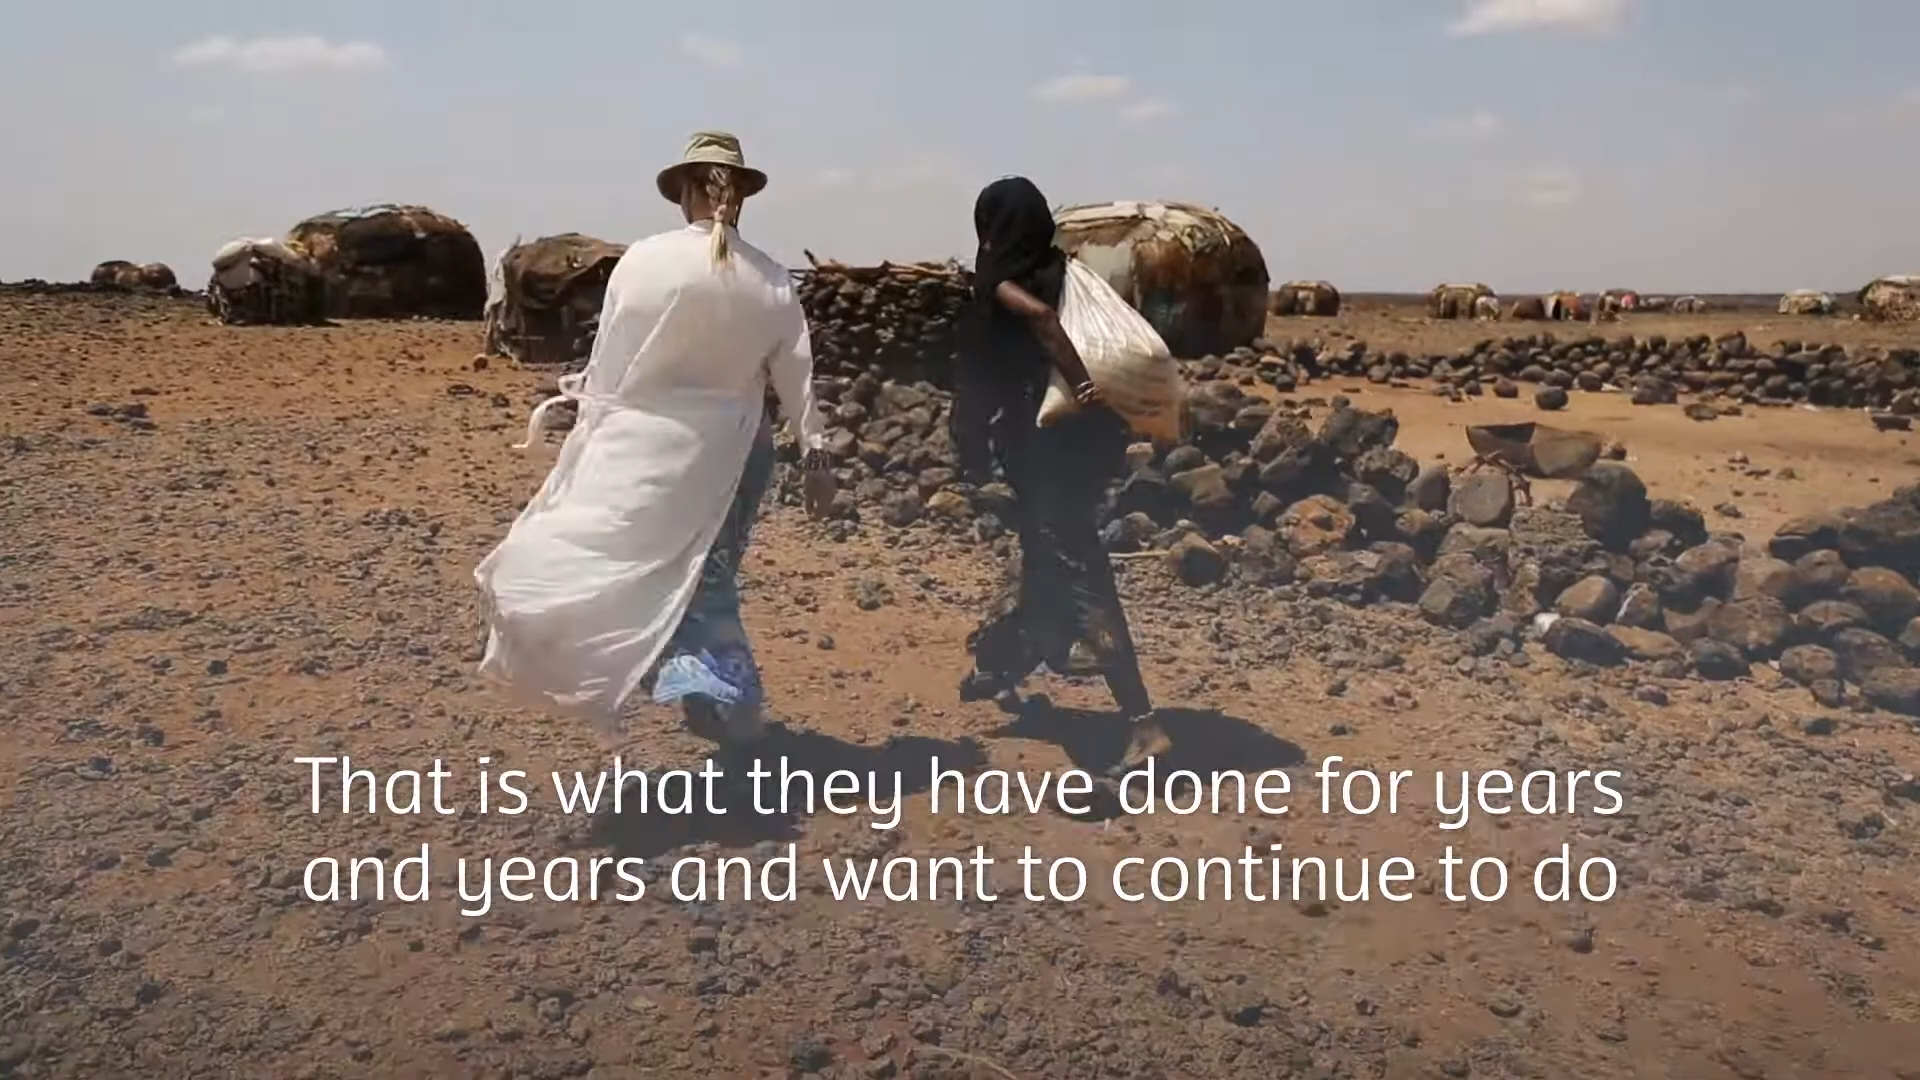 That is what they have done for years
and years and want to continue to do